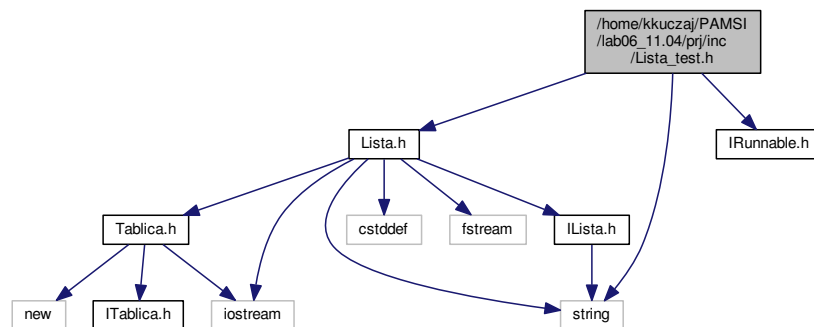 /home/kkuczaj/PAMSI
/lab06_11.04/prj/inc
/Lista_test.h
Lista.h
IRunnable.h
Tablica.h
cstddef
fstream
ILista.h
new
ITablica.h
iostream
string